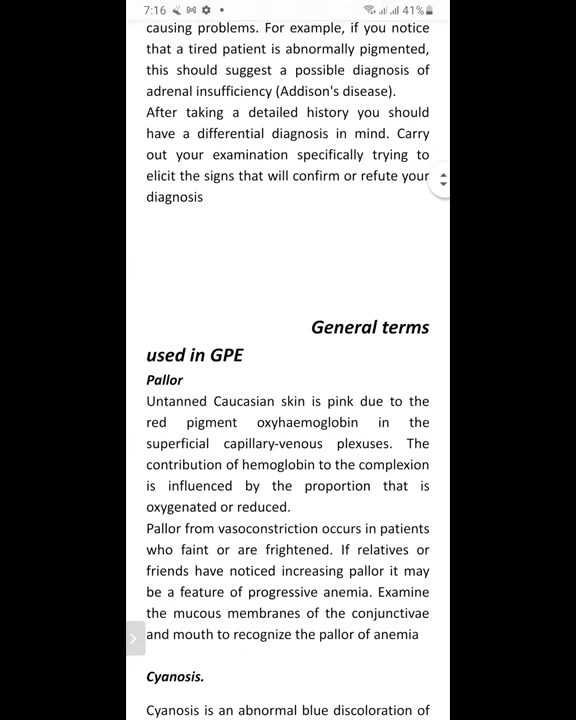 7:16
41%
causing problems. For example, if you notice
that a tired patient is abnormally pigmented,
this should suggest a possible diagnosis of
adrenal insufficiency (Addison's disease).
After taking a detailed history you should
have a differential diagnosis in mind. Carry
out your examination specifically trying to
elicit the signs that will confirm or refute your
diagnosis
General terms
used in GPE
Pallor
Untanned Caucasian skin is pink due to the
red pigment oxyhaemoglobin in the
superficial capillary-venous plexuses. The
contribution of hemoglobin to the complexion
is influenced by the proportion that is
oxygenated or reduced.
Pallor from vasoconstriction occurs in patients
who faint or are frightened. If relatives or
friends have noticed increasing pallor it may
be a feature of progressive anemia. Examine
the mucous membranes of the conjunctivae
and mouth to recognize the pallor of anemia
Cyanosis.
Cyanosis is an abnormal blue discoloration of